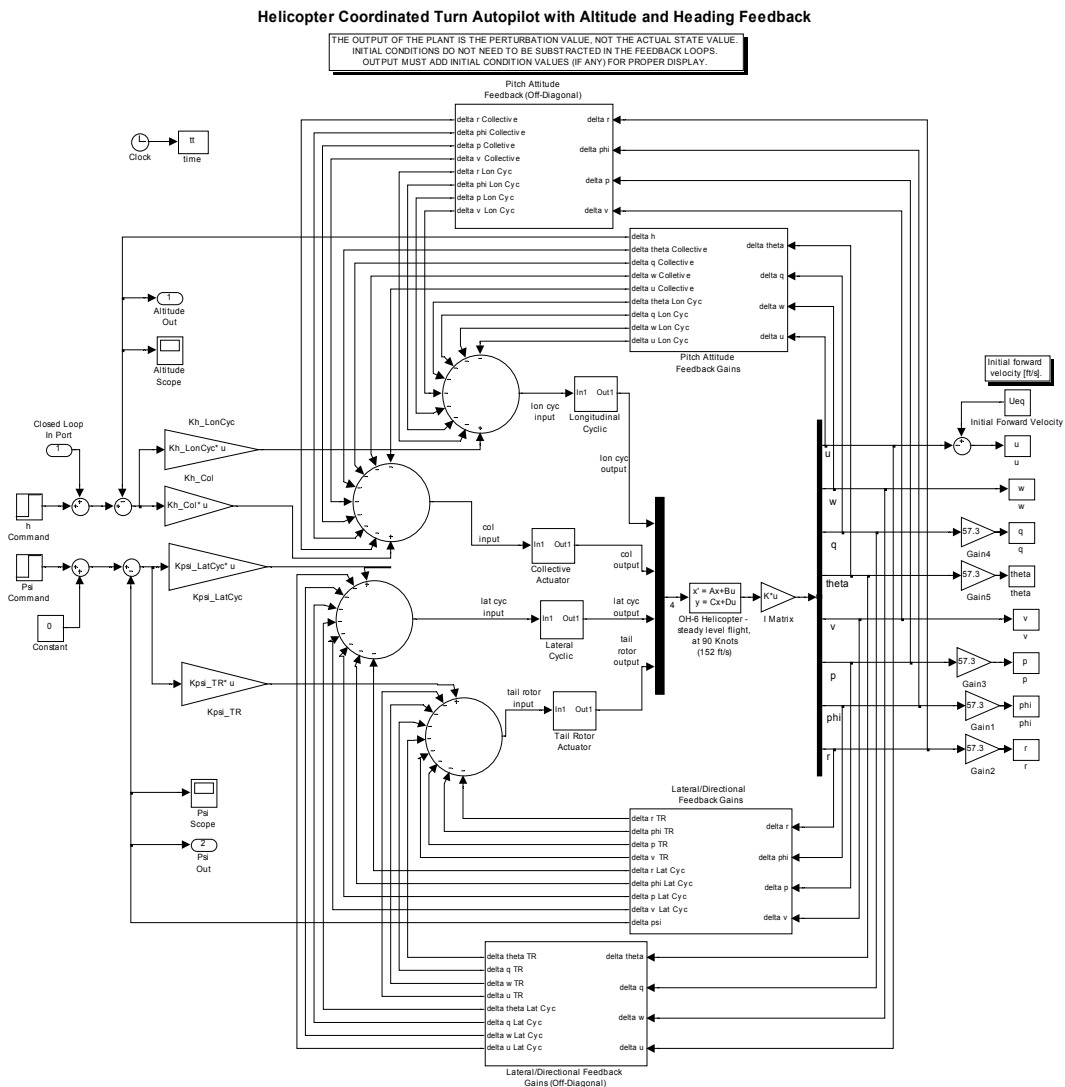 Helicopter Coordinated Turn Autopilot with Altitude and Heading Feedback
THE OUTPUT OF THE PLANT IS THE PERTURBATION VALUE, NOT THE ACTUAL STATE VALUE.
INITIAL CONDITIONS DO NOT NEED TO BE SUBSTRACTED IN THE FEEDBACK LOOPS.
OUTPUT MUST ADD INITIAL CONDITION VALUES (IF ANY) FOR PROPER DISPLAY.
Pitch Attitude
Feedback (Off-Diagonal)
delta r Collective
delta phi Collective
delta p Colletive
delta v Collective
delta r Lon Cyc
delta phi Lon Cyc
delta p Lon Cyc
delta v Lon Cyc
delta r
delta phi
delta p
delta v
tt
Clock
time
delta h
delta theta Collective
delta q Collective
delta w Colletive
delta u Collective
delta theta Lon Cyc
delta q Lon Cyc
delta w Lon Cyc
delta u Lon Cyc
delta theta
delta q
delta w
delta u
Pitch Attitude
Feedback Gains
1
Altitude
Out
Altitude
Scope
Initial forward
velocity [ft/s].
Ueq
Initial Forward Velocity
In1 Out1
Longitudinal
Cyclic
lon cyc
input
lon cyc
output
Closed Loop
In Port
1
Kh_LonCyc
Kh_LonCyc* u
Kh_Col
Kh_Col* u
h
Command
Psi
Command
0
Constant
Kpsi_LatCyc* u
Kpsi_LatCyc
Kpsi_TR* u
Kpsi_TR
col
input
In1 Out1
Collective
Actuator
col
output
lat cyc
input
In1 Out1
Lateral
Cyclic
lat cyc
output
tail
rotor
output
tail rotor
input
In1 Out1
Tail Rotor
Actuator
4
x' = Ax+Bu
y = Cx+Du
OH-6 Helicopter -
steady level flight,
at 90 Knots
(152 ft/s)
K*u
I Matrix
u
w
q
theta
v
p
phi
r
u
u
w
w
57.3
Gain4
q
q
57.3
Gain5
theta
theta
v
v
57.3
Gain3
p
p
57.3
Gain1
phi
phi
57.3
Gain2
r
r
Psi
Scope
2
Psi
Out
Lateral/Directional
Feedback Gains
delta r TR
delta phi TR
delta p TR
delta v TR
delta r Lat Cyc
delta phi Lat Cyc
delta p Lat Cyc
delta v Lat Cyc
delta psi
delta r
delta phi
delta p
delta v
delta theta TR
delta q TR
delta w TR
delta u TR
delta theta Lat Cyc
delta q Lat Cyc
delta w Lat Cyc
delta u Lat Cyc
delta theta
delta q
delta w
delta u
Lateral/Directional Feedback
Gains (Off-Diagonal)